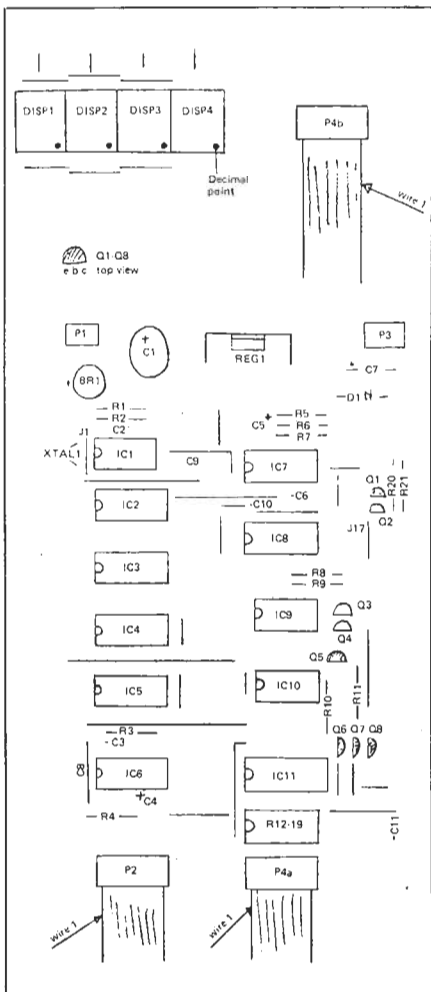 DISP1 DISP2 DISP3 DISP4
P4b
Decimal
point
Wire 1
Q1-Q8
e b c top view
P1
C1
REG1
P3
C7
BR1
D1
R1
R2
C2
C5
R5
R6
R7
J1
XTAL1
IC1
C9
IC7
Q1
R20
R21
IC2
C6
C10
Q2
IC8
J17
IC3
R8
R9
IC9
Q3
Q4
IC4
Q5
IC5
IC10
R10
R11
R3
C3
Q6 Q7 Q8
C8
IC6
IC11
C4
R4
R12-19
C11
P2
P4a
Wire 1
Wire 1